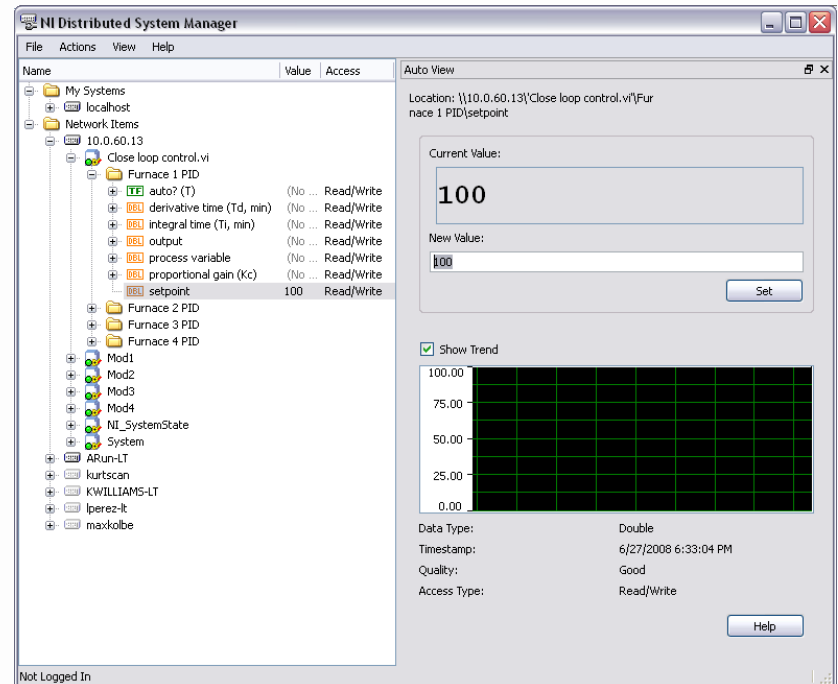 NI Distributed System Manager
File Actions View Help
Name Value Access
My Systems
localhost
Network Items
10.0.60.13
Close loop control.vi
Furnace 1 PID
TF auto? (T) (No ... Read/Write
DBL derivative time (Td, min) (No ... Read/Write
DBL integral time (Ti, min) (No ... Read/Write
DBL output (No ... Read/Write
DBL process variable (No ... Read/Write
DBL proportional gain (Kc) (No ... Read/Write
DBL setpoint 100 Read/Write
Furnace 2 PID
Furnace 3 PID
Furnace 4 PID
Mod1
Mod2
Mod3
Mod4
NI_SystemState
System
ARun-LT
kurtscan
KWILLIAMS-LT
lperez-lt
maxkolbe
Auto View
Location: \\10.0.60.13\'Close loop control.vi'\Fur
nace 1 PID\setpoint
Current Value:
100
New Value:
100
Set
Show Trend
100.00
75.00
50.00
25.00
0.00
Data Type: Double
Timestamp: 6/27/2008 6:33:04 PM
Quality: Good
Access Type: Read/Write
Help
Not Logged In